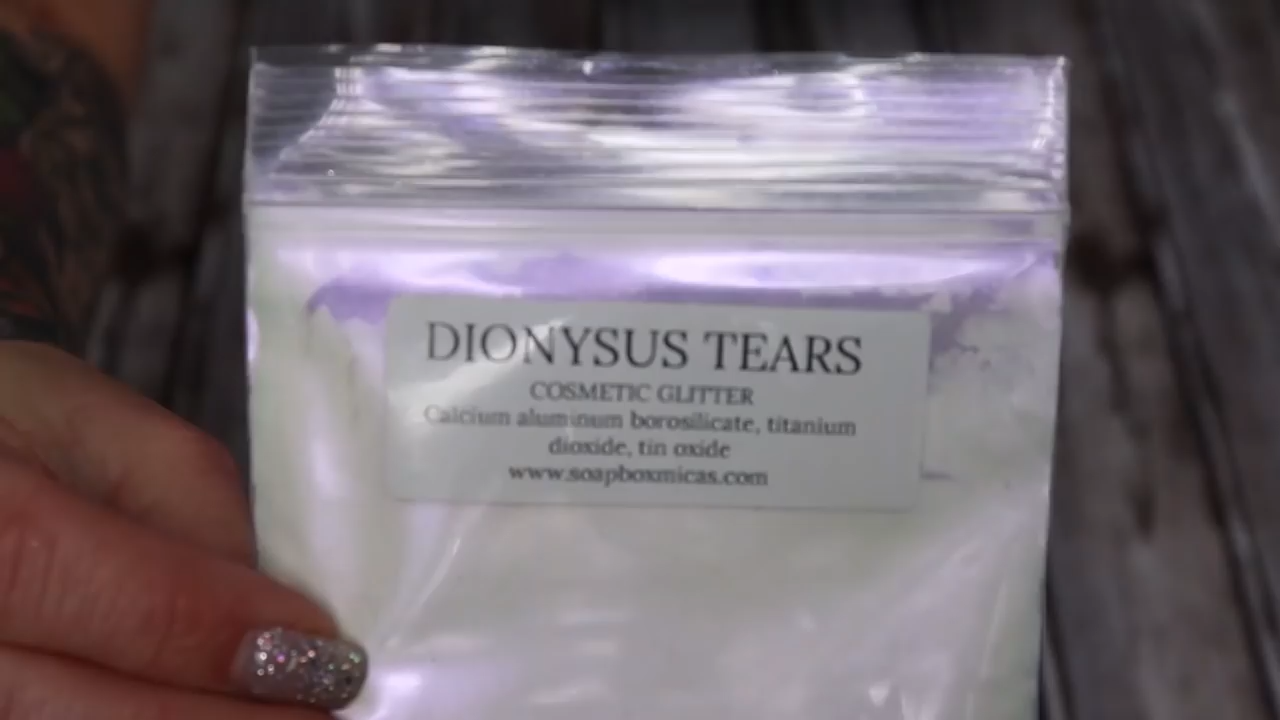 DIONYSUS TEARS
COSMETIC GLITTER
Calcium aluminum borosilicate, titanium
dioxide, tin oxide
www.soapboxmicas.com